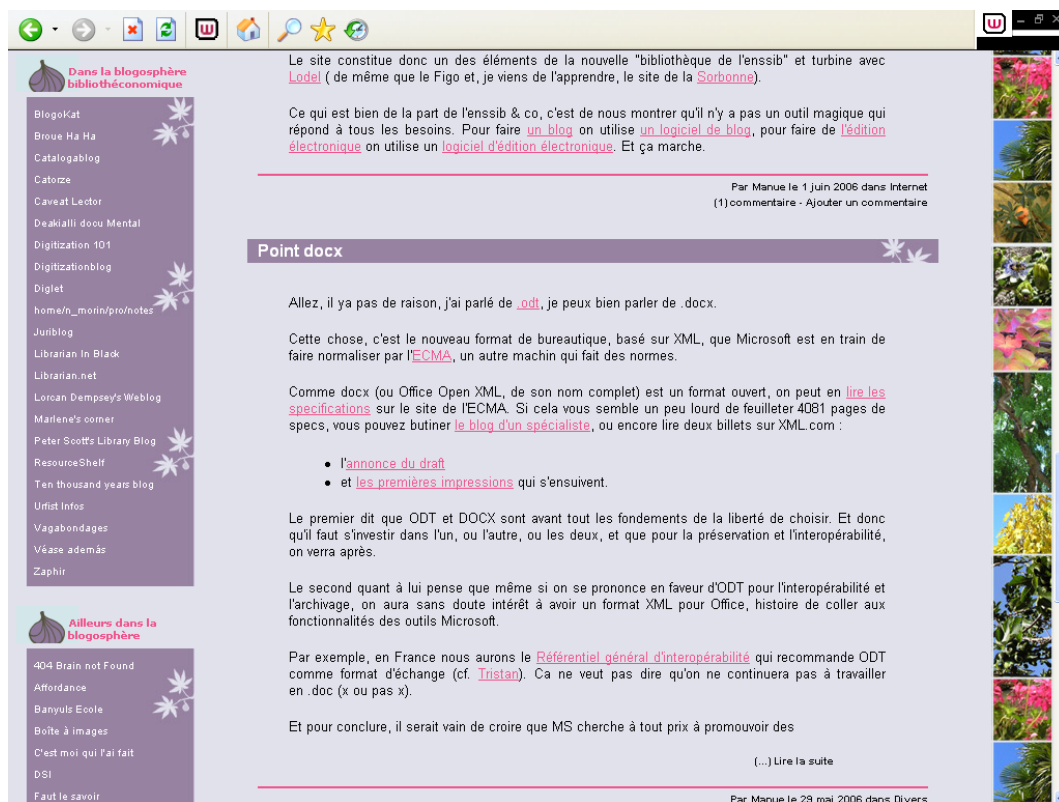 Dans la blogosphère
bibliothéconomique
BlogoKat
Broue Ha Ha
Catalogablog
Catorze
Caveat Lector
Deakialli docu Mental
Digitization 101
Digitizationblog
Diglet
home/n_morin/pro/notes
Juriblog
Librarian In Black
Librarian.net
Lorcan Dempsey's Weblog
Marlene's corner
Peter Scott's Library Blog
ResourceShelf
Ten thousand years blog
Urfist Infos
Vagabondages
Véase además
Zaphir
Ailleurs dans la
blogosphère
404 Brain not Found
Affordance
Banyuls Ecole
Boîte à images
C'est moi qui l'ai fait
DSI
Faut le savoir
Le site constitue donc un des éléments de la nouvelle "bibliothèque de l'enssib" et turbine avec
Lodel ( de même que le Figo et, je viens de l'apprendre, le site de la Sorbonne).
Ce qui est bien de la part de l'enssib & co, c'est de nous montrer qu'il n'y a pas un outil magique qui
répond à tous les besoins. Pour faire un blog on utilise un logiciel de blog, pour faire de l'édition
électronique on utilise un logiciel d'édition électronique. Et ça marche.
Par Manue le 1 juin 2006 dans Internet
(1) commentaire - Ajouter un commentaire
Point docx
Allez, il ya pas de raison, j'ai parlé de .odt, je peux bien parler de .docx.
Cette chose, c'est le nouveau format de bureautique, basé sur XML, que Microsoft est en train de
faire normaliser par l'ECMA, un autre machin qui fait des normes.
Comme docx (ou Office Open XML, de son nom complet) est un format ouvert, on peut en lire les
specifications sur le site de l'ECMA. Si cela vous semble un peu lourd de feuilleter 4081 pages de
specs, vous pouvez butiner le blog d'un spécialiste, ou encore lire deux billets sur XML.com :
l'annonce du draft
et les premières impressions qui s'ensuivent.
Le premier dit que ODT et DOCX sont avant tout les fondements de la liberté de choisir. Et donc
qu'il faut s'investir dans l'un, ou l'autre, ou les deux, et que pour la préservation et l'interopérabilité,
on verra après.
Le second quant à lui pense que même si on se prononce en faveur d'ODT pour l'interopérabilité et
l'archivage, on aura sans doute intérêt à avoir un format XML pour Office, histoire de coller aux
fonctionnalités des outils Microsoft.
Par exemple, en France nous aurons le Référentiel général d'interopérabilité qui recommande ODT
comme format d'échange (cf. Tristan). Ca ne veut pas dire qu'on ne continuera pas à travailler
en .doc (x ou pas x).
Et pour conclure, il serait vain de croire que MS cherche à tout prix à promouvoir des
(...) Lire la suite
Par Manue le 29 mai 2006 dans Divers